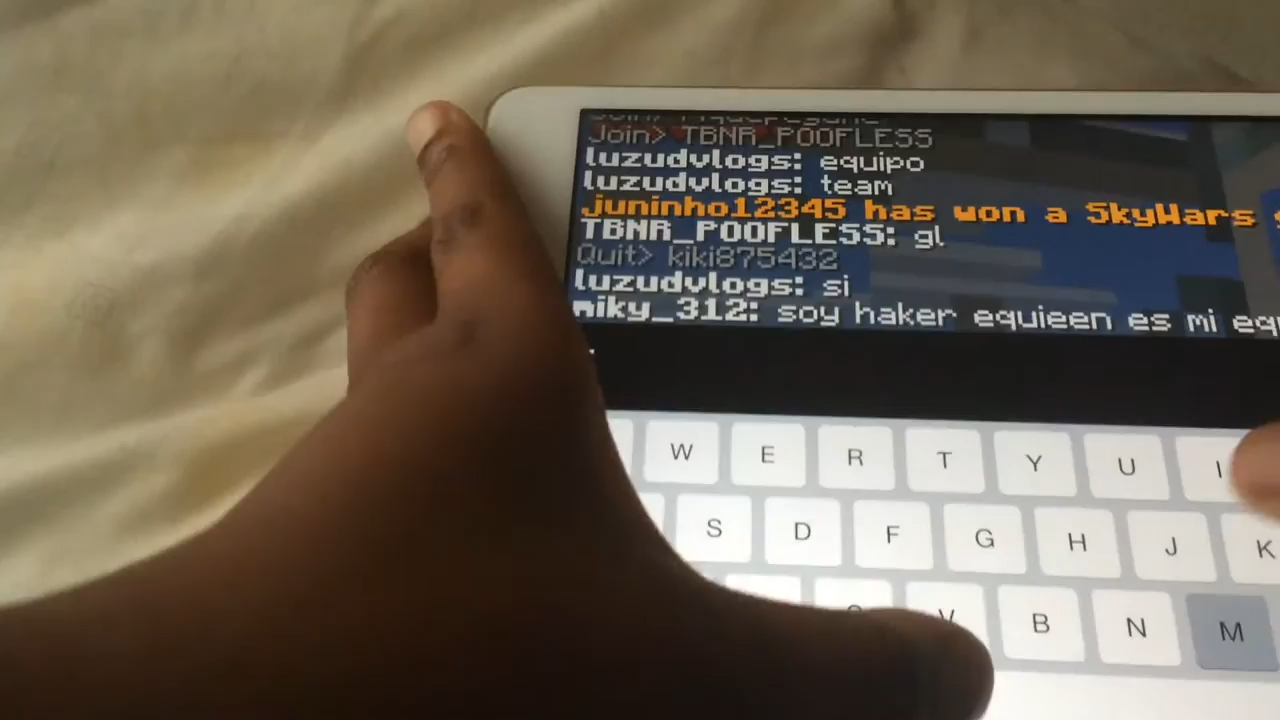 Join> TBNR_POOFLESS
luzudvlogs: equipo
luzudvlogs: team
juninho12345 has won a SkyWars
TBNR_POOFLESS: gl
Quit> kiki875432
luzudvlogs: si
miky_312: soy haker equieen es mi
W E R T Y U I
S D F G H J K
V B N M